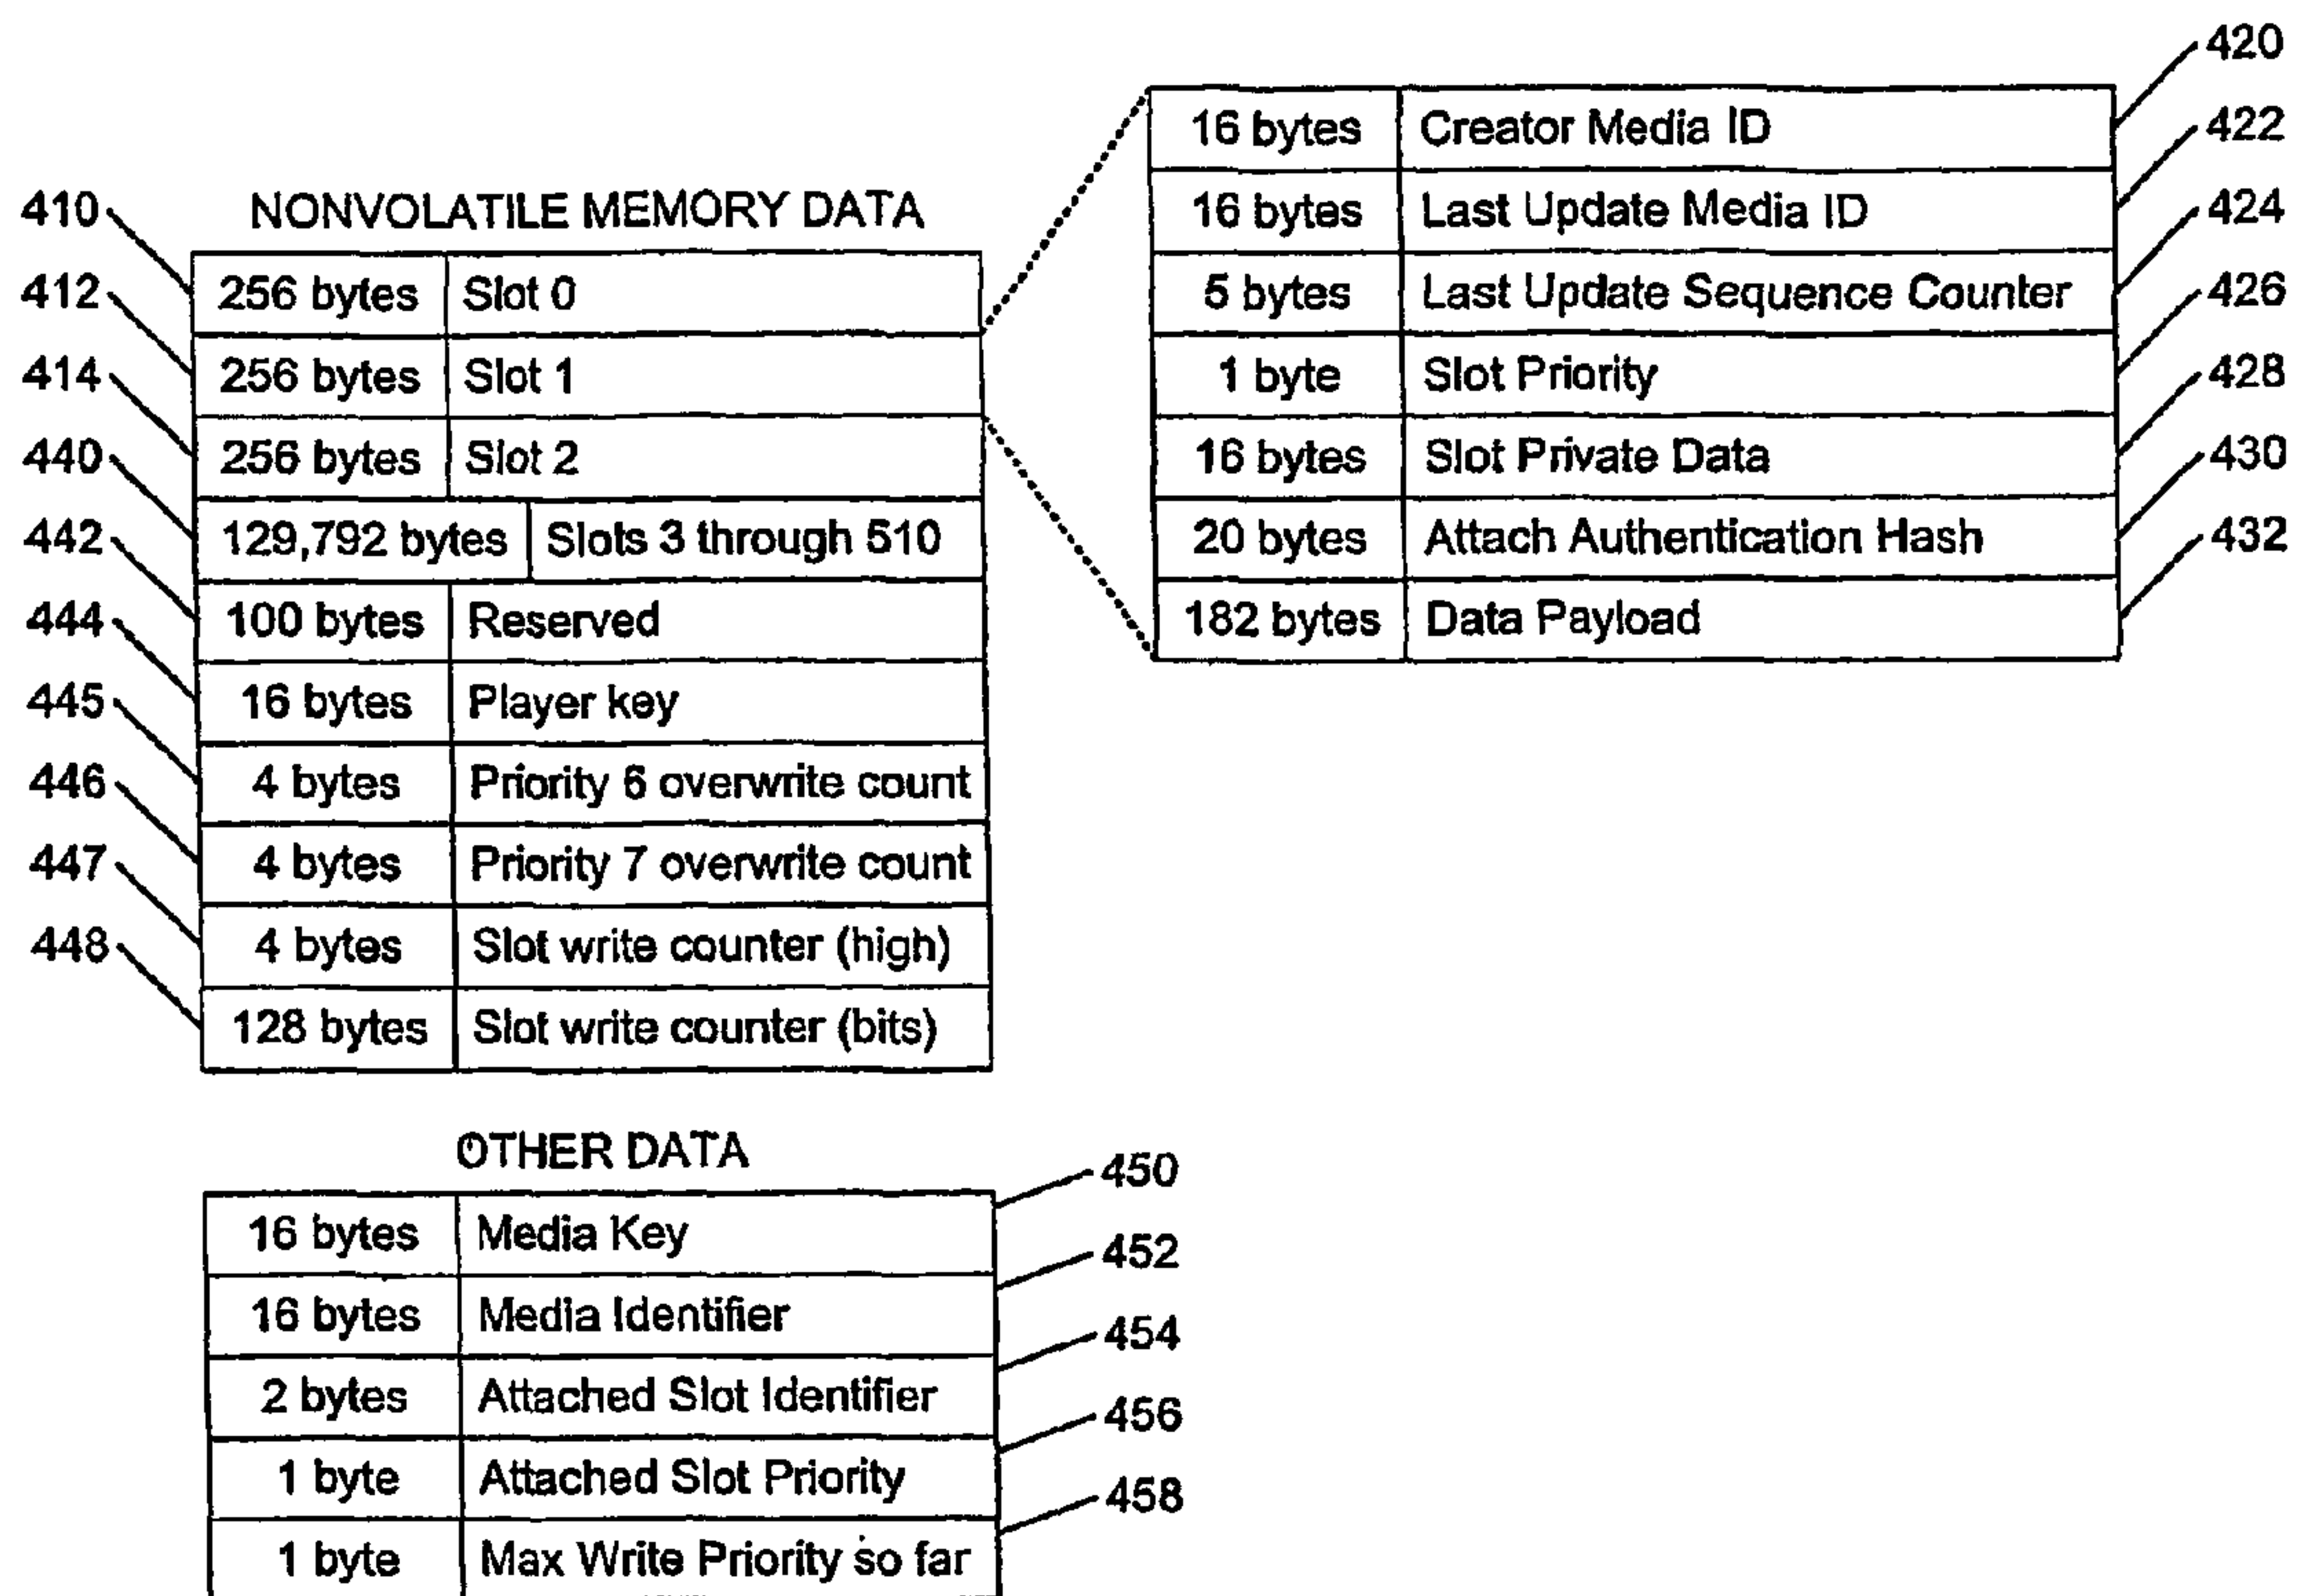 NONVOLATILE MEMORY DATA
410 256 bytes Slot 0
412 256 bytes Slot 1
414 256 bytes Slot 2
440 129,792 bytes Slots 3 through 510
442 100 bytes Reserved
444 16 bytes Player key
445 4 bytes Priority 6 overwrite count
446 4 bytes Priority 7 overwrite count
447 4 bytes Slot write counter (high)
448 128 bytes Slot write counter (bits)
16 bytes Creator Media ID 420
16 bytes Last Update Media ID 422
5 bytes Last Update Sequence Counter 424
1 byte Slot Priority 426
16 bytes Slot Private Data 428
20 bytes Attach Authentication Hash 430
182 bytes Data Payload 432
OTHER DATA
16 bytes Media Key 450
16 bytes Media Identifier 452
2 bytes Attached Slot Identifier 454
1 byte Attached Slot Priority 456
1 byte Max Write Priority so far 458